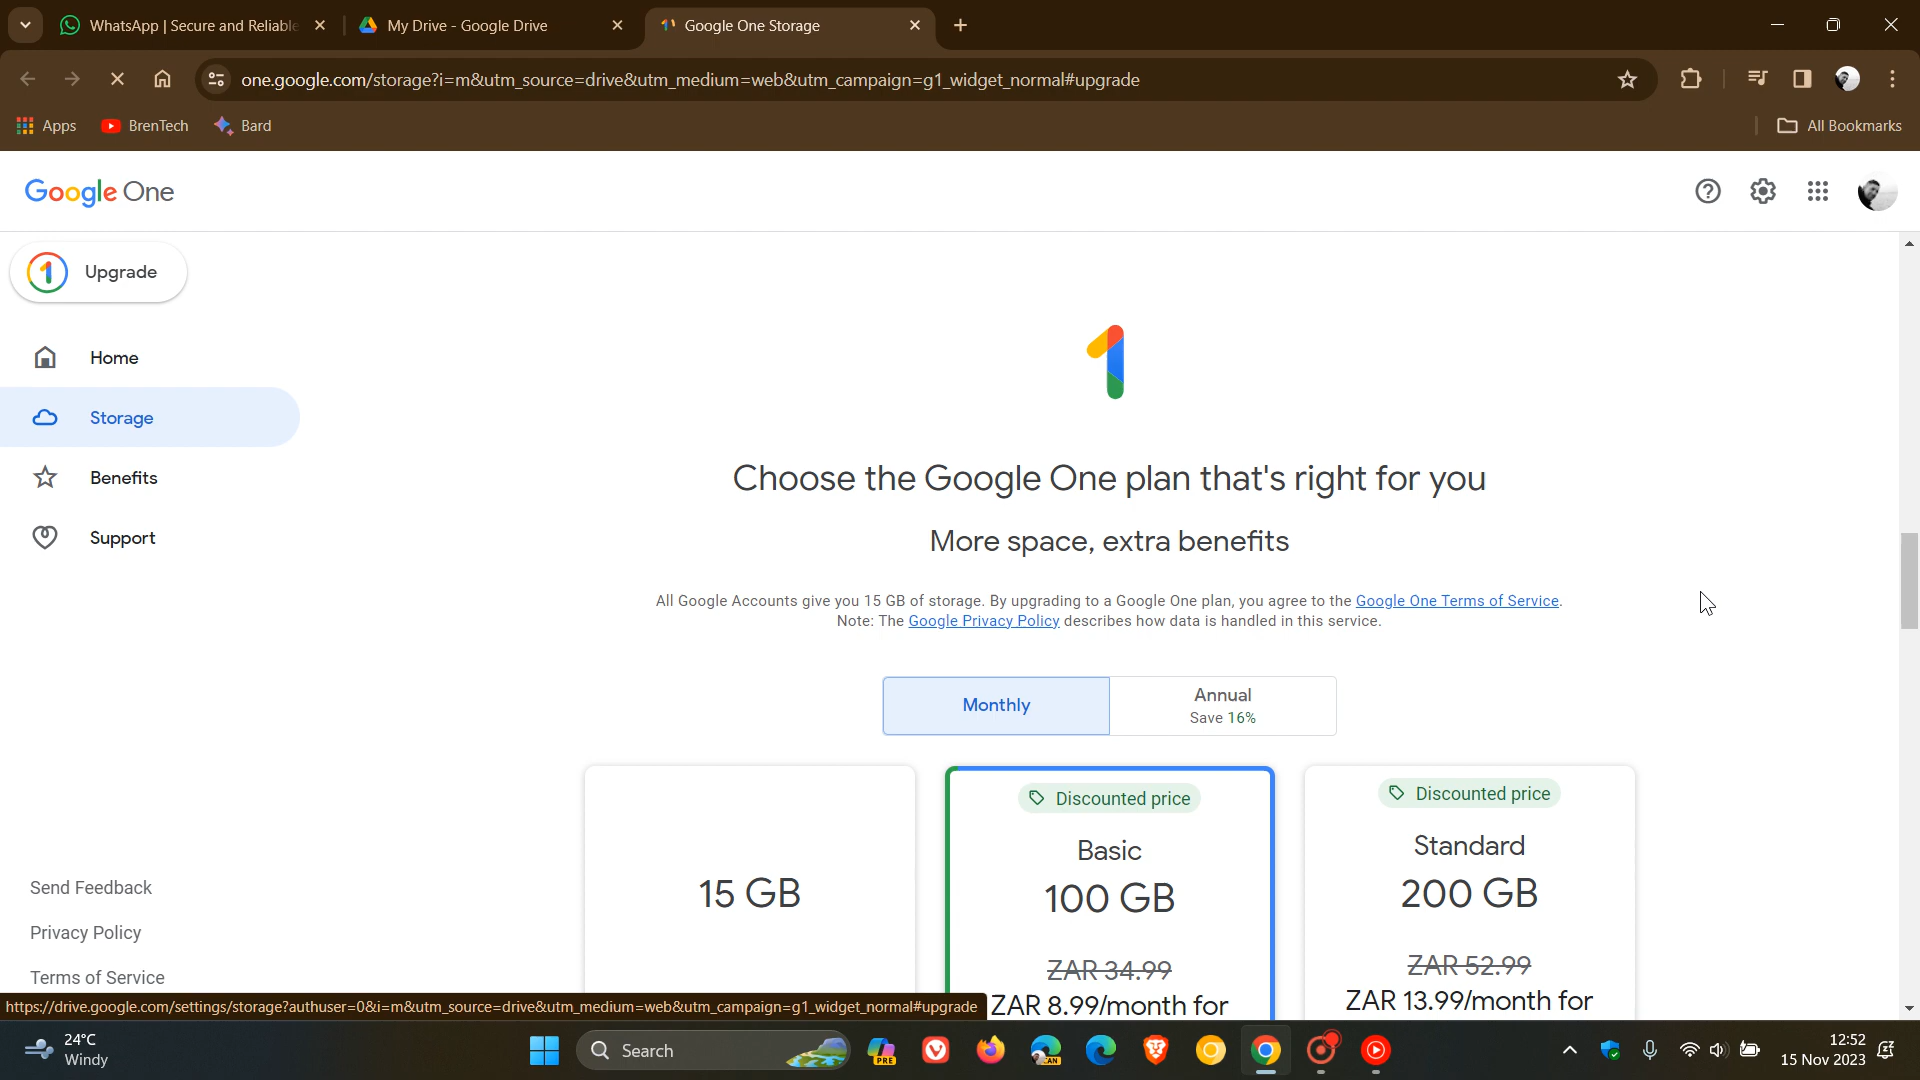 WhatsApp | Secure and Reliable
My Drive - Google Drive
Google One Storage
one.google.com/storage?i=m&utm_source=drive&utm_medium=web&utm_campaign=g1_widget_normal#upgrade
Apps
BrenTech
Bard
All Bookmarks
Google One
Upgrade
Home
Storage
Benefits
Support
Choose the Google One plan that's right for you
More space, extra benefits
All Google Accounts give you 15 GB of storage. By upgrading to a Google One plan, you agree to the Google One Terms of Service.
Note: The Google Privacy Policy describes how data is handled in this service.
Monthly
Annual
Save 16%
15 GB
Discounted price
Basic
100 GB
ZAR 34.99
ZAR 8.99/month for
Discounted price
Standard
200 GB
ZAR 52.99
ZAR 13.99/month for
Send Feedback
Privacy Policy
Terms of Service
https://drive.google.com/settings/storage?authuser=0&i=m&utm_source=drive&utm_medium=web&utm_campaign=g1_widget_normal#upgrade
24°C
Windy
Search
PRE
CAN
12:52
15 Nov 2023